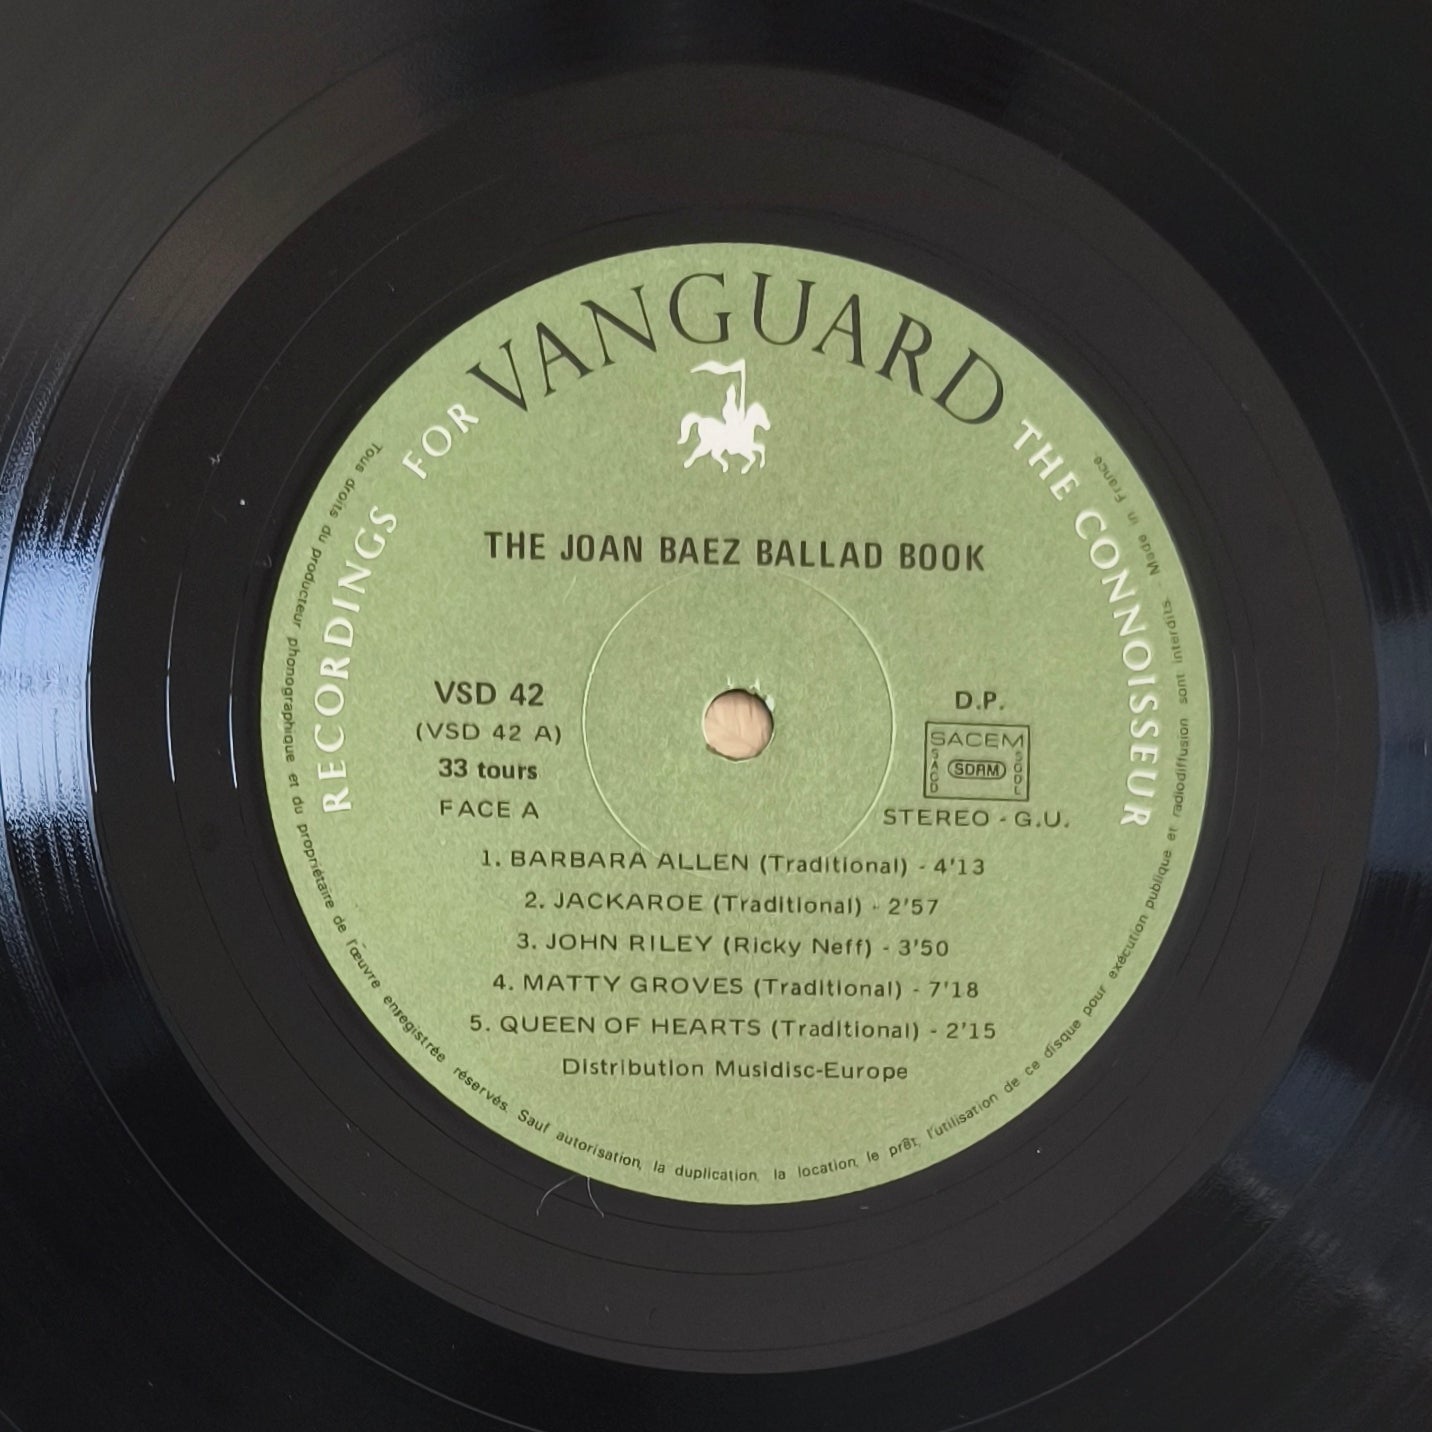 RECORDINGS FOR VANGUARD THE CONNOISSEUR
THE JOAN BAEZ BALLAD BOOK
VSD 42
(VSD 42 A)
33 tours
FACE A
D.P.
SACEM
SACD
SDRM
SGDL
STEREO - G.U.
1. BARBARA ALLEN (Traditional) - 4'13
2. JACKAROE (Traditional) - 2'57
3. JOHN RILEY (Ricky Neff) - 3'50
4. MATTY GROVES (Traditional) - 7'18
5. QUEEN OF HEARTS (Traditional) - 2'15
Distribution Musidisc-Europe
Tous droits du producteur phonographique et du propriétaire de l'œuvre enregistrée réservés. Sauf autorisation, la duplication, la location, le prêt, l'utilisation de ce disque pour exécution publique et radiodiffusion sont interdits. Made in France